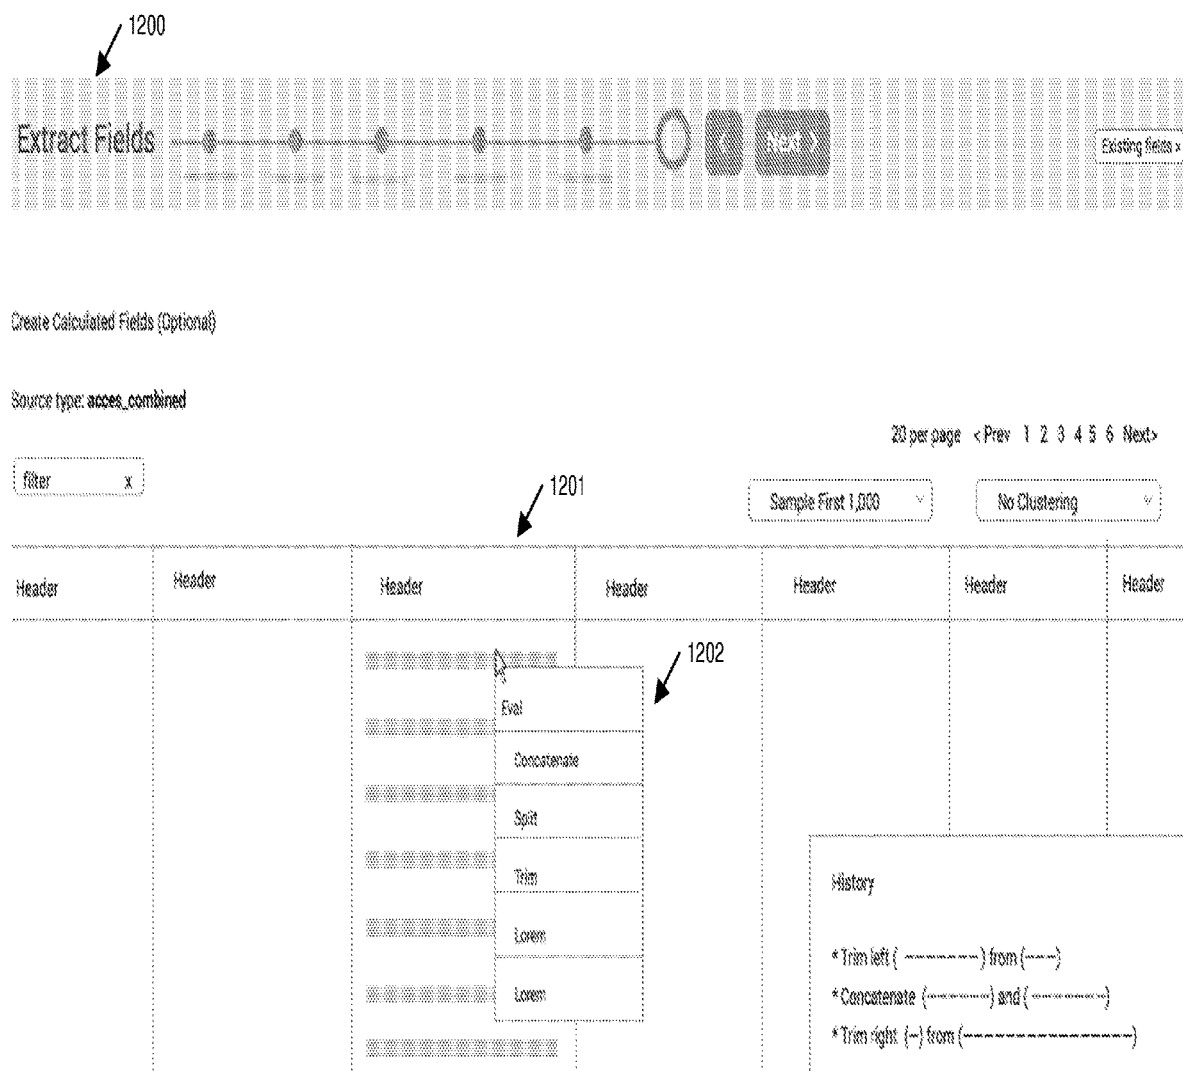 1200
Extract Fields
< Next >
Existing fields »
Create Calculated Fields (Optional)
Source type: acces_combined
20 per page < Prev 1 2 3 4 5 6 Next>
filter x
1201
Sample First 1,000
No Clustering
Header Header Header Header Header Header Header
1202
Eval
Concatenate
Split
Trim
Lorem
Lorem
History
* Trim left ( ---------- ) from (----)
* Concatenate (---------) and ( ----------)
* Trim right (--) from (----------------------)